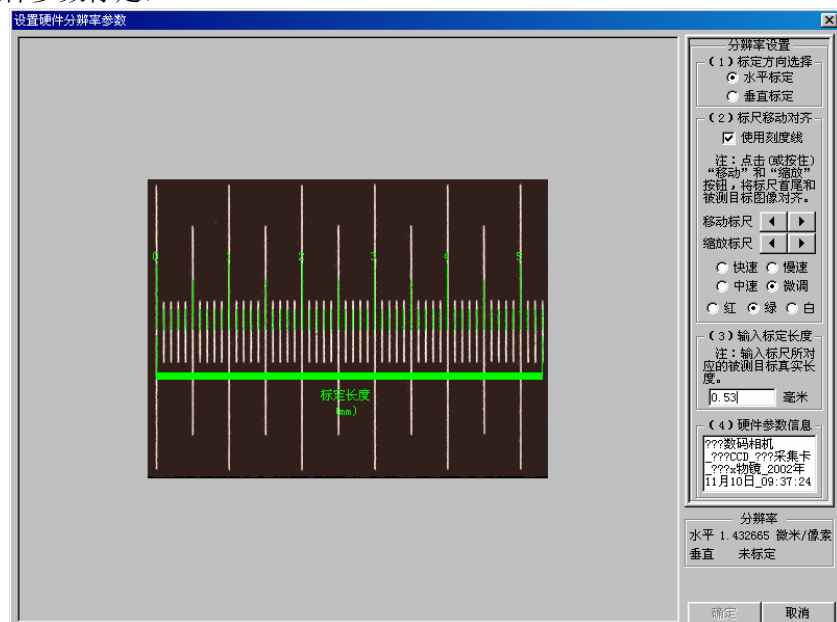 设置硬件分辨率参数
0 1 2 3 4 5
标定长度
(mm)
分辨率设置
(1)标定方向选择
水平标定
垂直标定
(2)标尺移动对齐
使用刻度线
注:点击(或按住)
“移动”和“缩放”
按钮,将标尺首尾和
被测目标图像对齐。
移动标尺
缩放标尺
快速 慢速
中速 微调
红 绿 白
(3)输入标定长度
注:输入标尺所对
应的被测目标真实长
度。
0.53 毫米
(4)硬件参数信息
???数码相机
_???CCD_???采集卡
_???x物镜_2002年
11月10日_09:37:24
分辨率
水平 1.432665 微米/像素
垂直 未标定
确定 取消